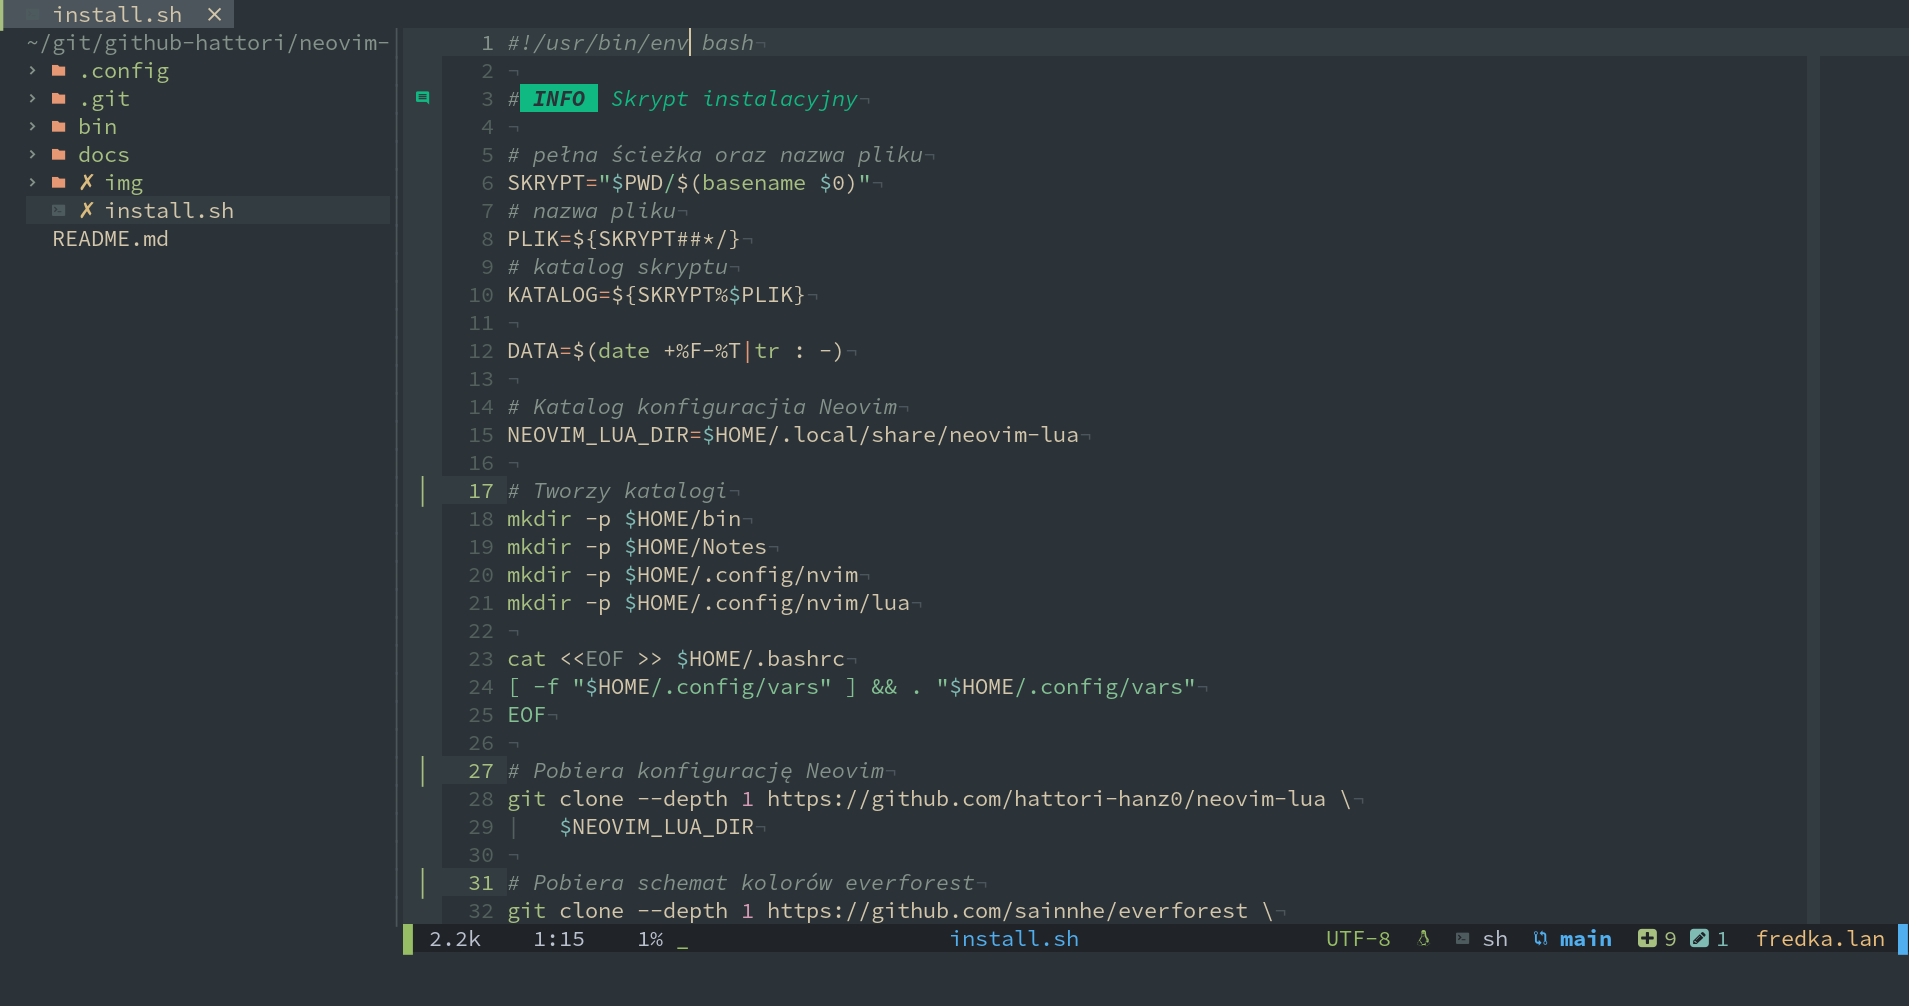 install.sh ✕
~/git/github-hattori/neovim-
› .config
› .git
› bin
› docs
› ✗ img
✗ install.sh
README.md
1 #!/usr/bin/env bash¬
2 ¬
3 # INFO Skrypt instalacyjny¬
4 ¬
5 # pełna ścieżka oraz nazwa pliku¬
6 SKRYPT="$PWD/$(basename $0)"¬
7 # nazwa pliku¬
8 PLIK=${SKRYPT##*/}¬
9 # katalog skryptu¬
10 KATALOG=${SKRYPT%$PLIK}¬
11 ¬
12 DATA=$(date +%F-%T|tr : -)¬
13 ¬
14 # Katalog konfiguracjia Neovim¬
15 NEOVIM_LUA_DIR=$HOME/.local/share/neovim-lua¬
16 ¬
17 # Tworzy katalogi¬
18 mkdir -p $HOME/bin¬
19 mkdir -p $HOME/Notes¬
20 mkdir -p $HOME/.config/nvim¬
21 mkdir -p $HOME/.config/nvim/lua¬
22 ¬
23 cat <<EOF >> $HOME/.bashrc¬
24 [ -f "$HOME/.config/vars" ] && . "$HOME/.config/vars"¬
25 EOF¬
26 ¬
27 # Pobiera konfigurację Neovim¬
28 git clone --depth 1 https://github.com/hattori-hanz0/neovim-lua \¬
29 │   $NEOVIM_LUA_DIR¬
30 ¬
31 # Pobiera schemat kolorów everforest¬
32 git clone --depth 1 https://github.com/sainnhe/everforest \¬
2.2k 1:15 1% _ install.sh UTF-8 sh main 9 1 fredka.lan